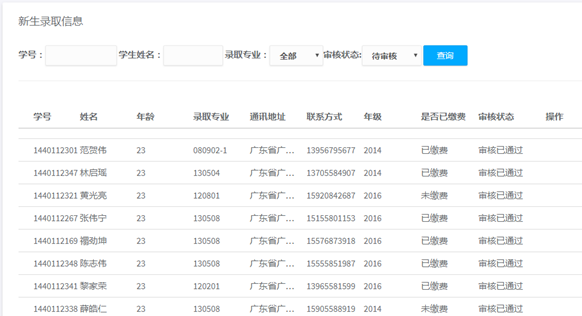 新生录取信息
学号： 学生姓名： 录取专业： 全部 审核状态: 待审核 查询
学号 姓名 年龄 录取专业 通讯地址 联系方式 年级 是否已缴费 审核状态 操作
1440112301 范贺伟 23 080902-1 广东省广... 13956795677 2014 已缴费 审核已通过
1440112347 林启瑶 23 130504 广东省广... 13705584907 2014 已缴费 审核已通过
1440112321 黄光亮 23 120801 广东省广... 15920842687 2016 未缴费 审核已通过
1440112267 张伟宁 23 130508 广东省广... 15155801153 2016 已缴费 审核已通过
1440112169 禤劲坤 23 130508 广东省广... 15576873918 2016 已缴费 审核已通过
1440112348 陈志伟 23 130508 广东省广... 15555851987 2016 已缴费 审核已通过
1440112341 黎家荣 23 120201 广东省广... 13965581599 2016 已缴费 审核已通过
1440112338 薛皓仁 23 130508 广东省广... 15905588919 2014 未缴费 审核已通过